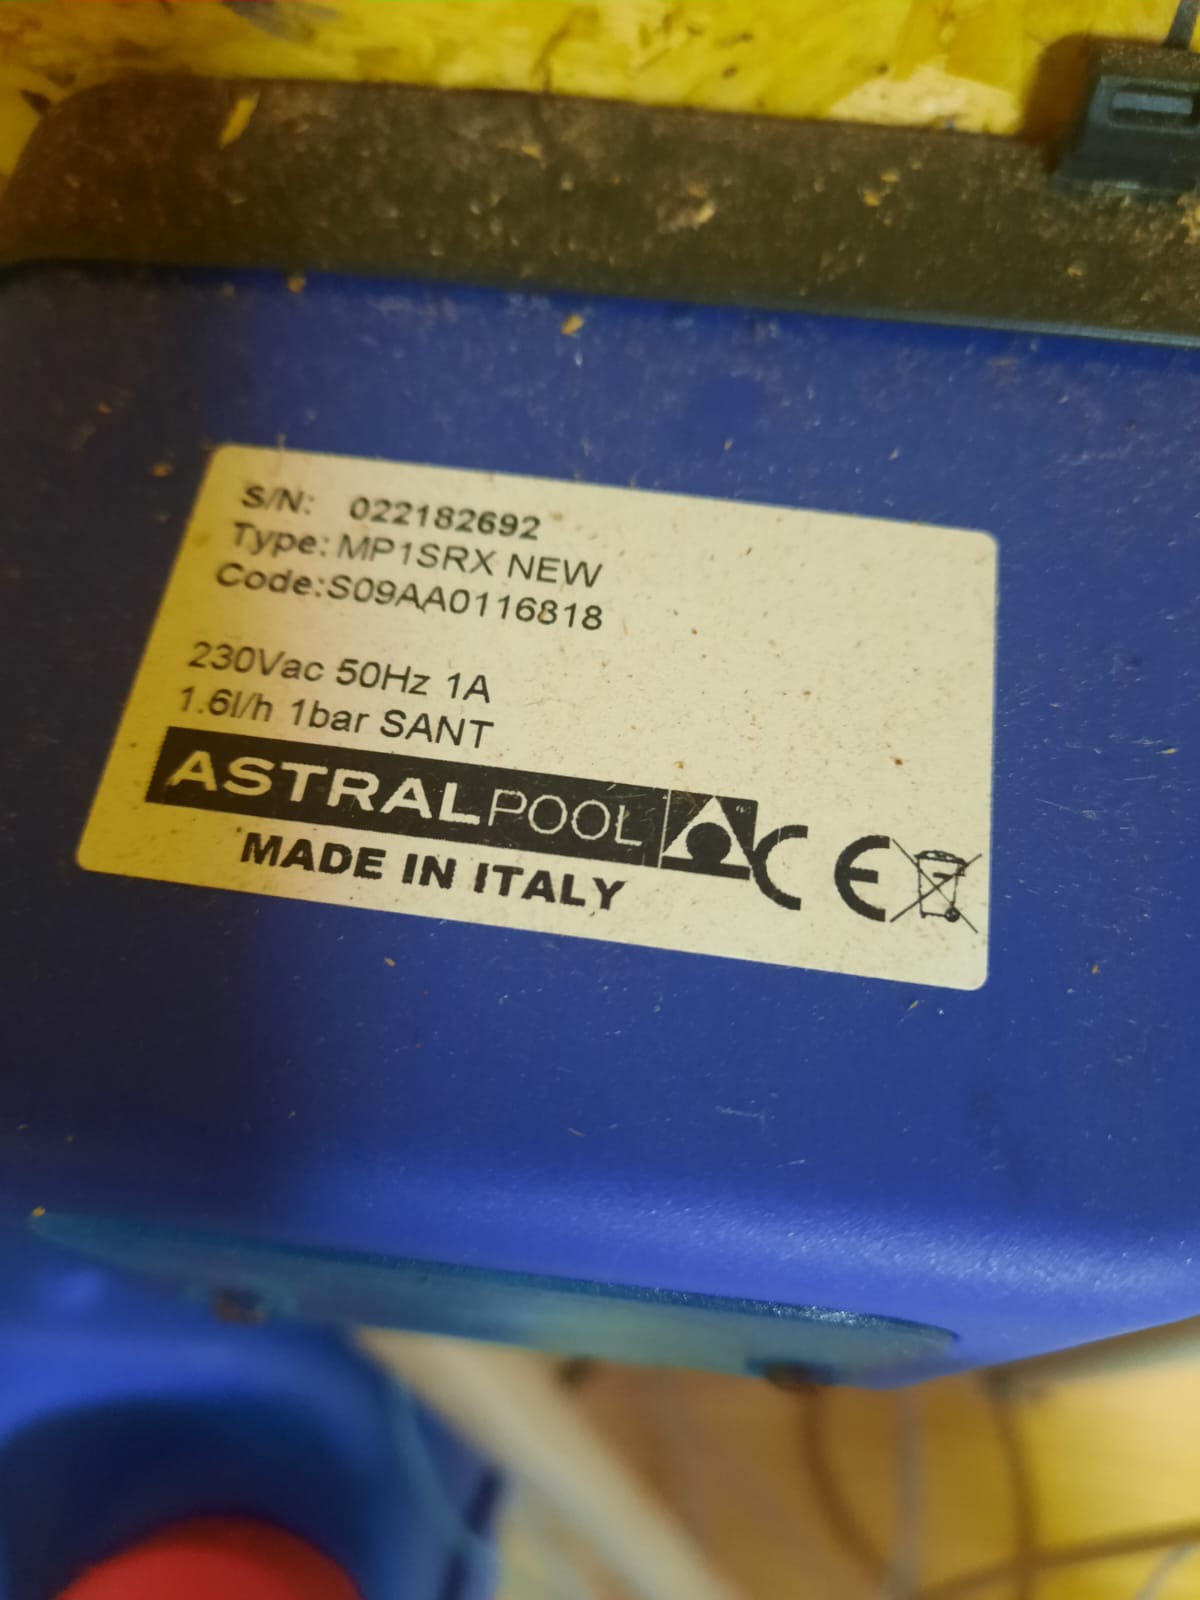 S/N: 022182692
Type: MP1SRX NEW
Code:S09AA0116818
230Vac 50Hz 1A
1.6l/h 1bar SANT
ASTRALPOOL
CE
MADE IN ITALY